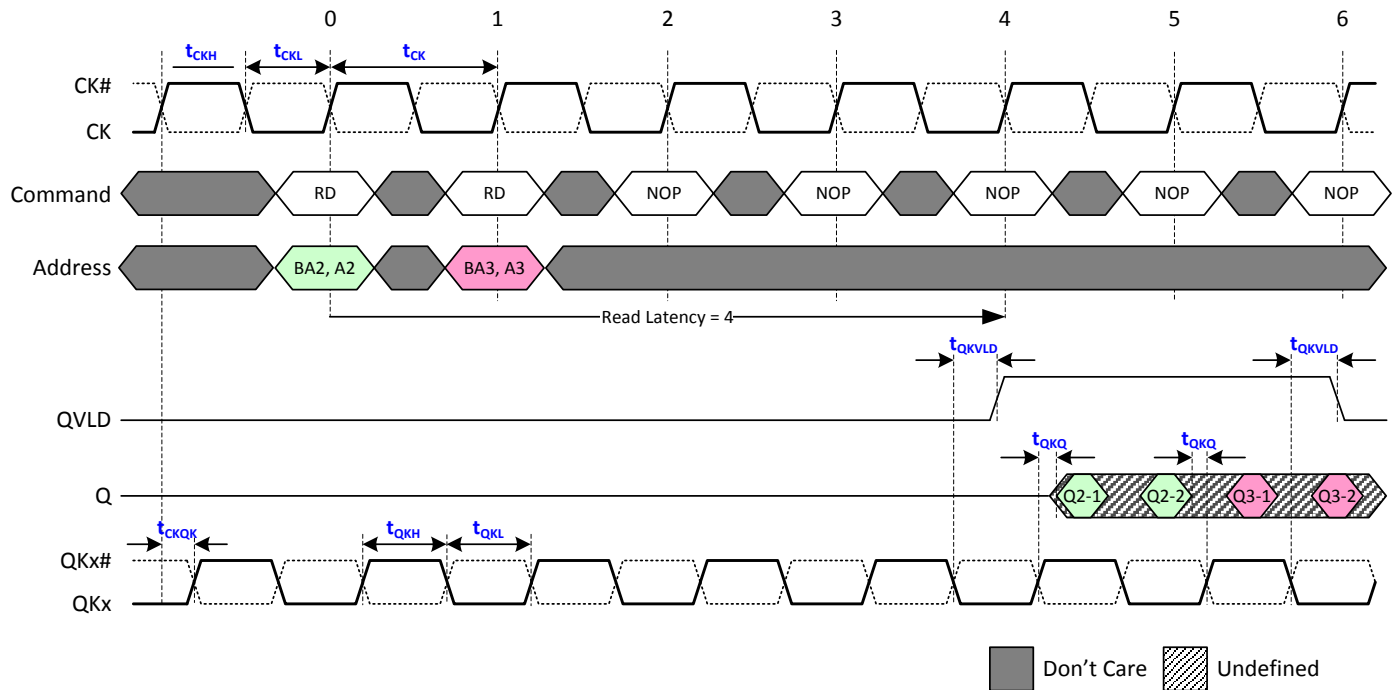 0 1 2 3 4 5 6
tCKH tCKL tCK
CK#
CK
Command RD RD NOP NOP NOP NOP NOP
Address BA2, A2 BA3, A3
Read Latency = 4
tQKVLD tQKVLD
QVLD
tQKQ tQKQ
Q Q2-1 Q2-2 Q3-1 Q3-2
tCKQK tQKH tQKL
QKx#
QKx
Don't Care Undefined